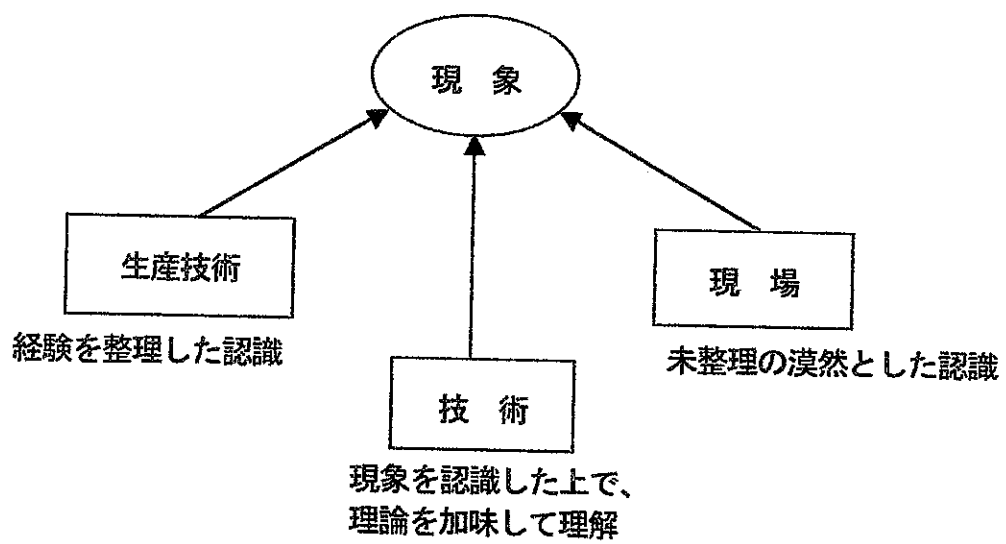 現 象
生産技術
経験を整理した認識
現 場
未整理の漠然とした認識
技 術
現象を認識した上で、
理論を加味して理解